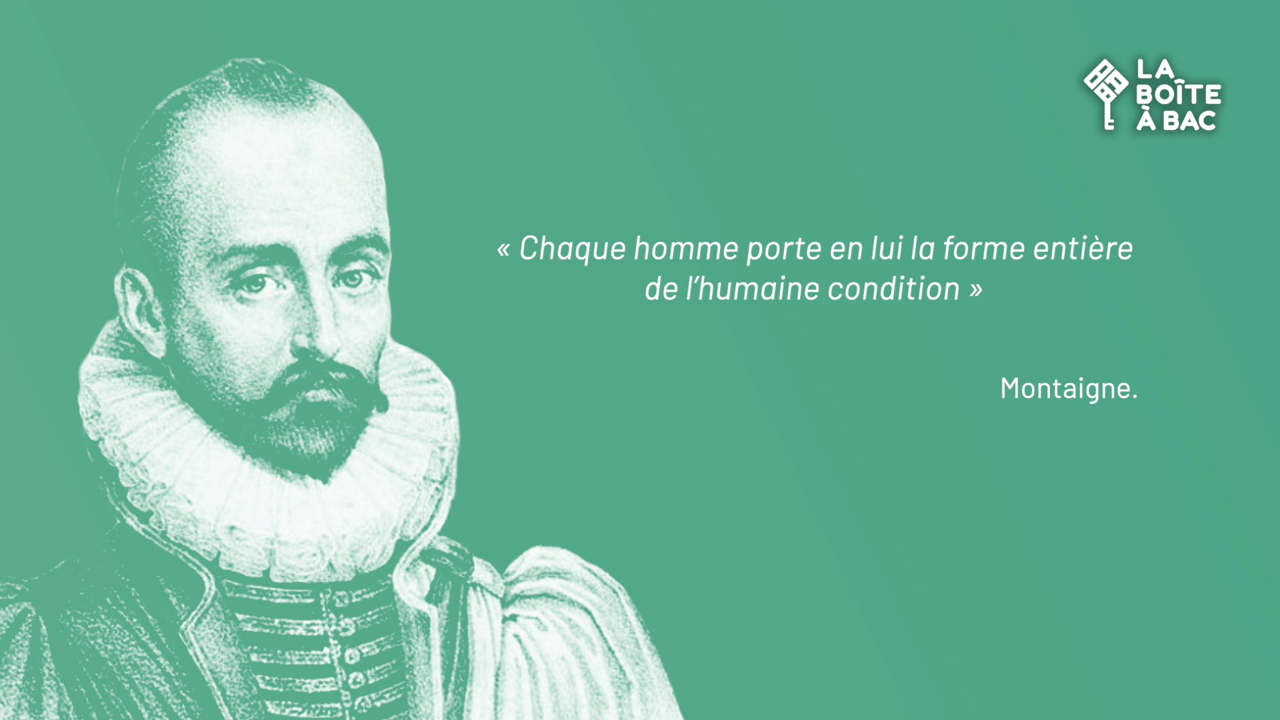 LA
BOÎTE
À BAC
« Chaque homme porte en lui la forme entière
de l’humaine condition »
Montaigne.